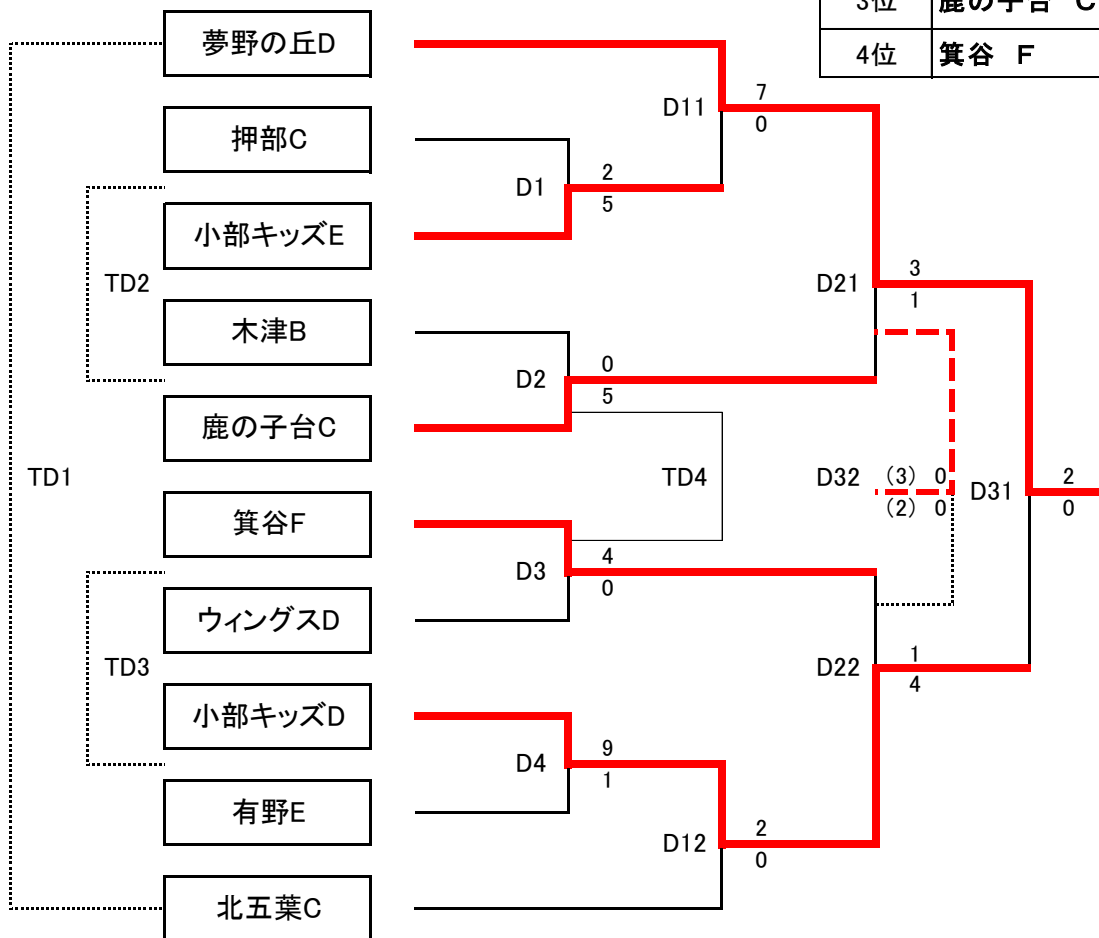 3位 鹿の子台 C
4位 箕谷 F
夢野の丘D
押部C
小部キッズE
木津B
鹿の子台C
箕谷F
ウィングスD
小部キッズD
有野E
北五葉C
TD1
TD2
TD3
TD4
D11
7
0
D1
2
5
D21
3
1
D2
0
5
D32
(3) 0
(2) 0
D31
2
0
D3
4
0
D22
1
4
D4
9
1
D12
2
0